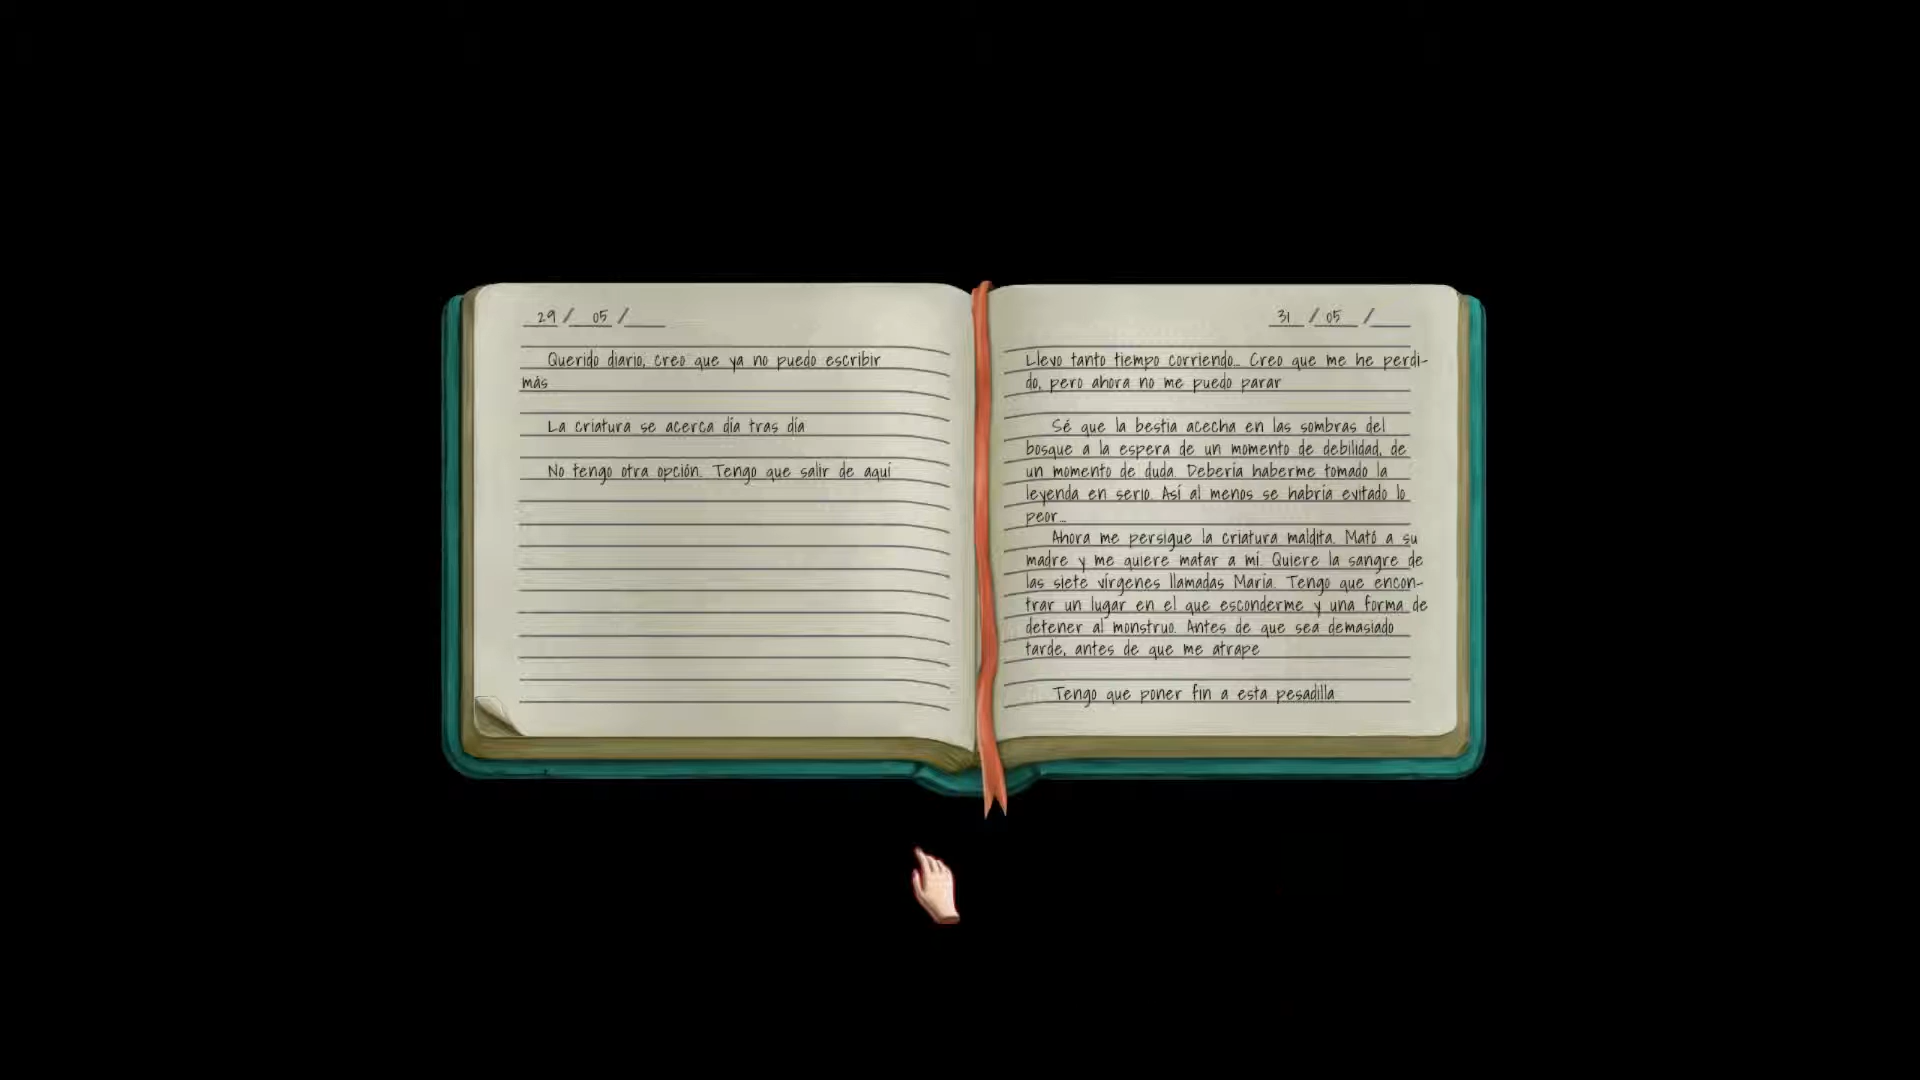 29 / 05 /
Querido diario, creo que ya no puedo escribir
más
La criatura se acerca día tras día
No tengo otra opción. Tengo que salir de aquí
31 / 05 /
Llevo tanto tiempo corriendo... Creo que me he perdi-
do, pero ahora no me puedo parar
Sé que la bestia acecha en las sombras del
bosque a la espera de un momento de debilidad, de
un momento de duda. Debería haberme tomado la
leyenda en serio. Así al menos se habría evitado lo
peor...
Ahora me persigue la criatura maldita. Mató a su
madre y me quiere matar a mí. Quiere la sangre de
las siete vírgenes llamadas María. Tengo que encon-
trar un lugar en el que esconderme y una forma de
detener al monstruo. Antes de que sea demasiado
tarde, antes de que me atrape
Tengo que poner fin a esta pesadilla